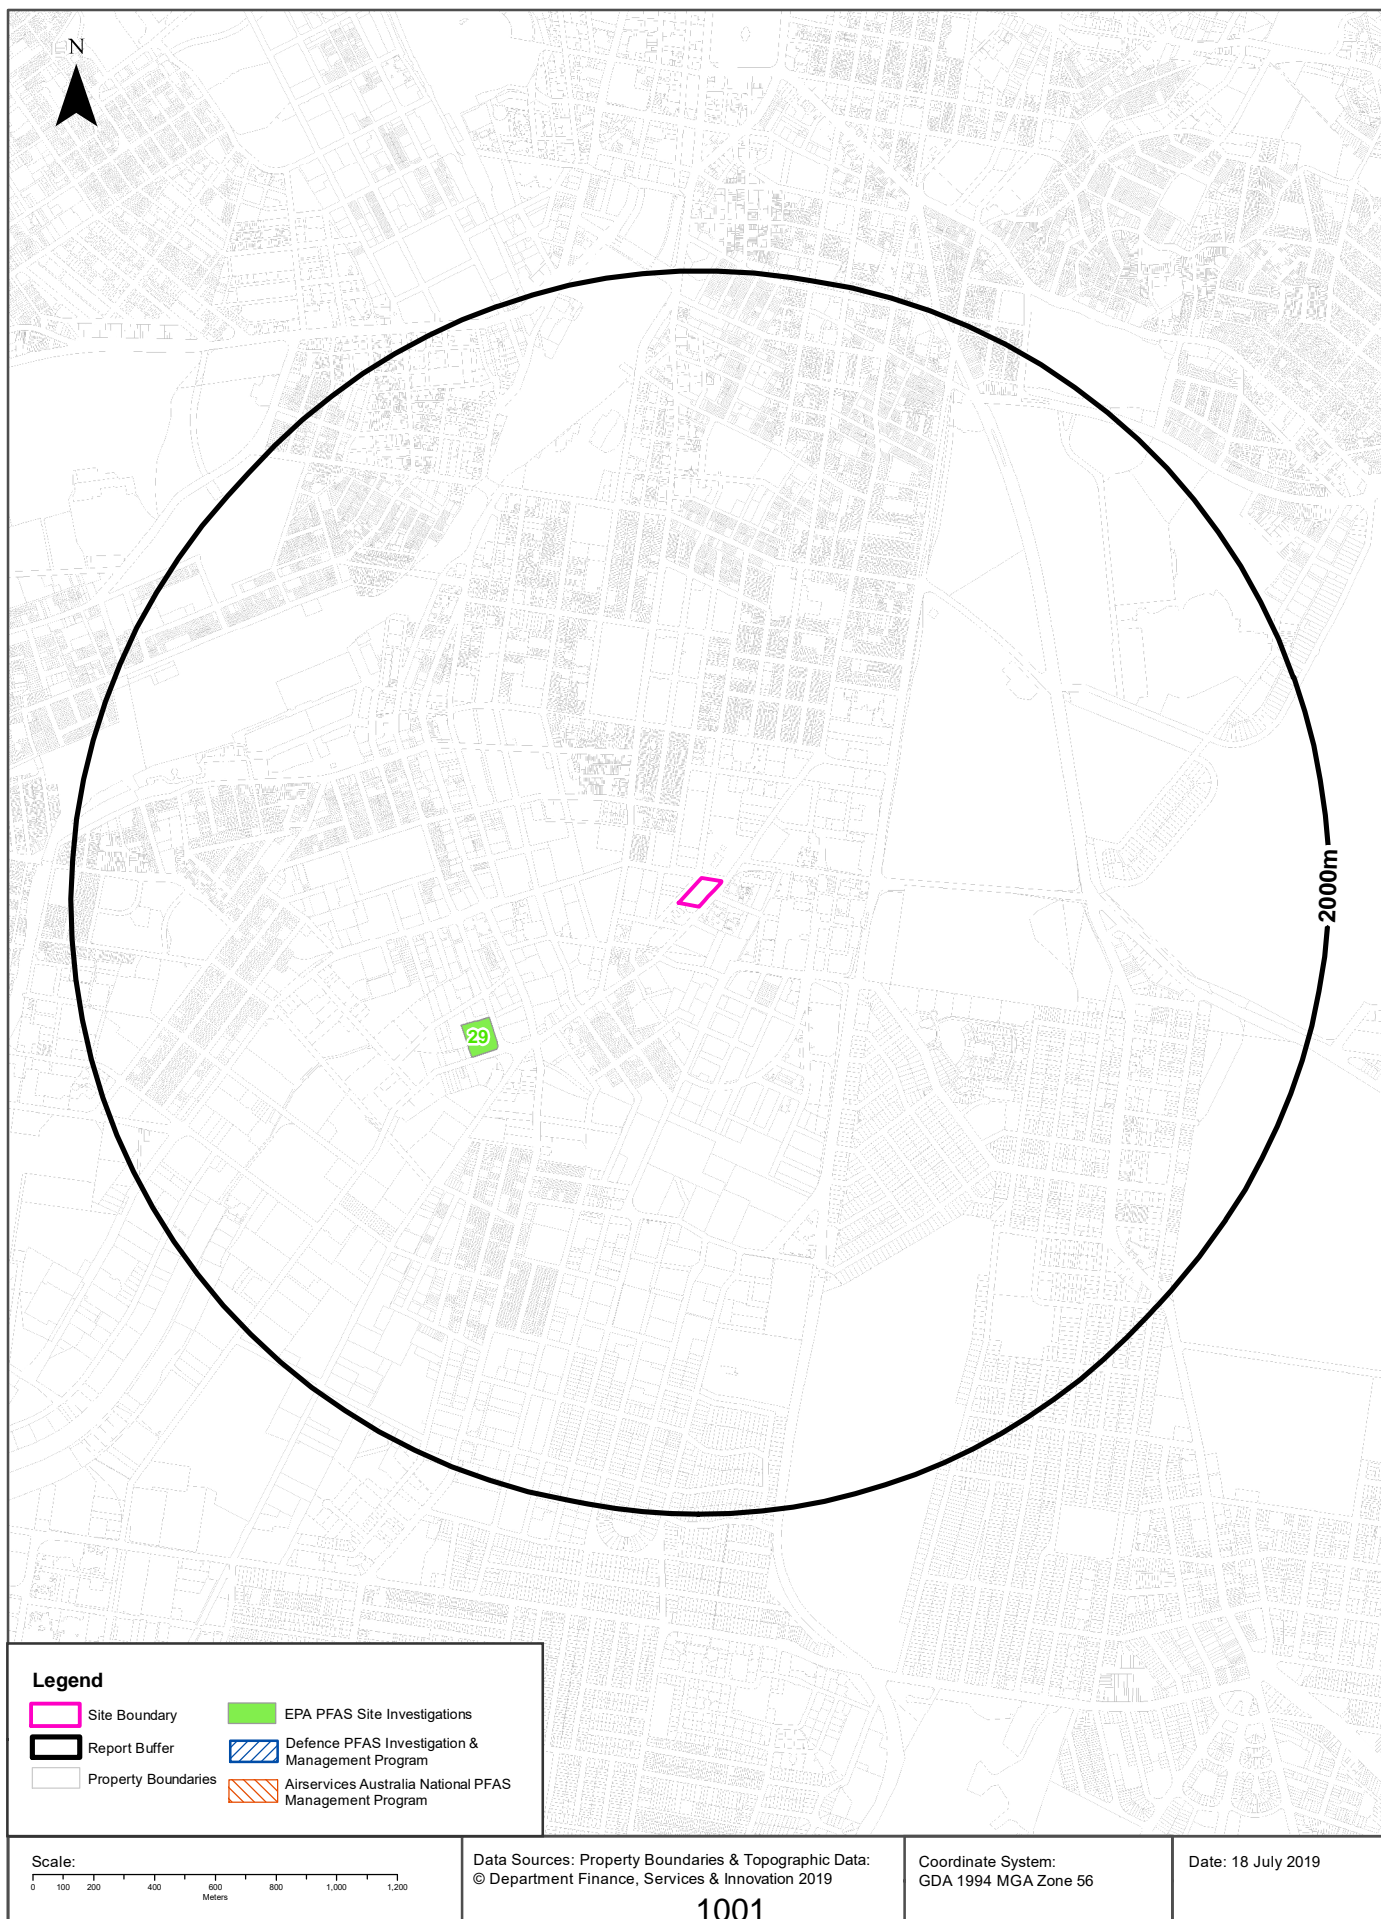 N
2000m
29
Legend
Site Boundary
Report Buffer
Property Boundaries
EPA PFAS Site Investigations
Defence PFAS Investigation &
Management Program
Airservices Australia National PFAS
Management Program
Scale:
0 100 200 400 600 800 1,000 1,200
Meters
Data Sources: Property Boundaries & Topographic Data:
© Department Finance, Services & Innovation 2019
1001
Coordinate System:
GDA 1994 MGA Zone 56
Date: 18 July 2019